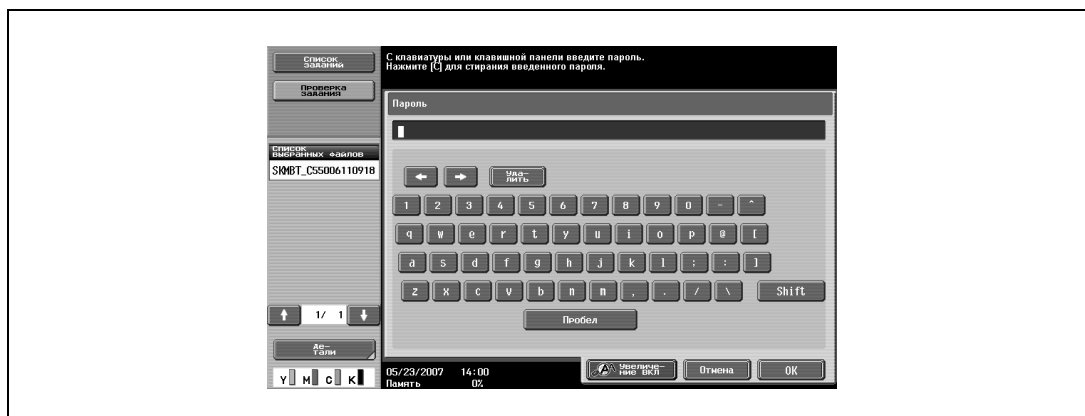 Список
заданий
С клавиатуры или клавишной панели введите пароль.
Нажмите [C] для стирания введенного пароля.
Проверка
задания
Пароль
Список
выбранных файлов
SKMBT_C55006110918
Уда-
лить
1 2 3 4 5 6 7 8 9 0 - ^
q w e r t y u i o p @ [
a s d f g h j k l ; : ]
z x c v b n n , . / \ Shift
Пробел
1/ 1
Де-
тали
Y M C K
05/23/2007 14:00
Память 0%
Увеличе-
ние ВКЛ
Отмена
OK